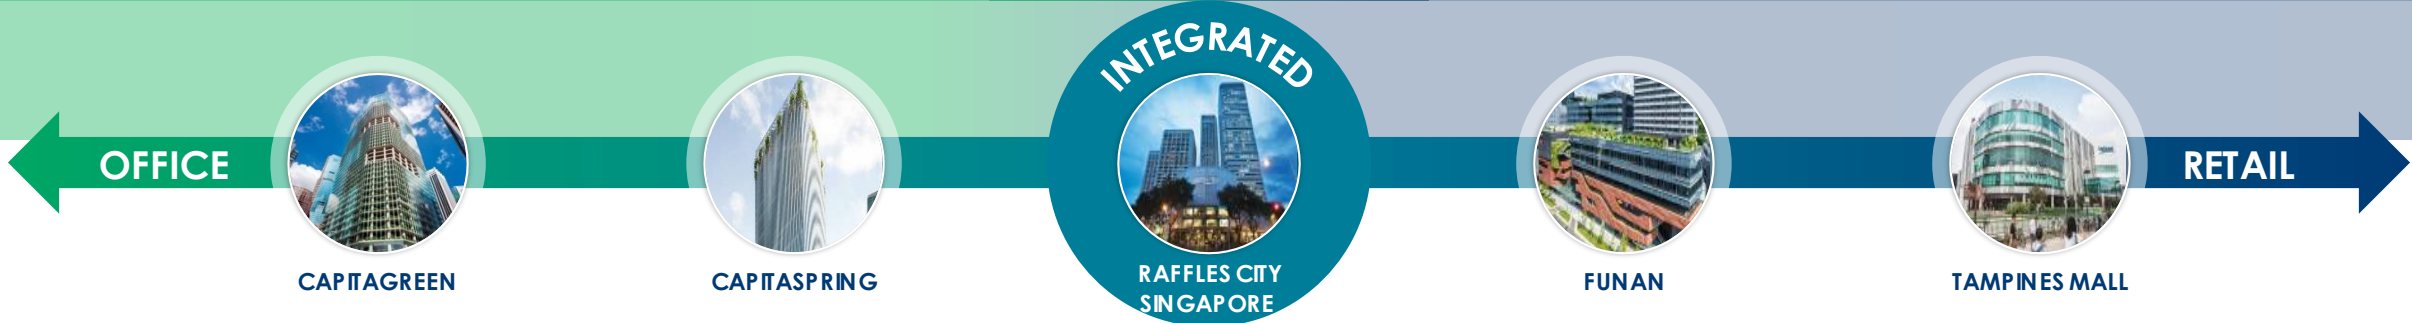 INTEGRATED
OFFICE
RETAIL
CAPITAGREEN
CAPITASPRING
RAFFLES CITY
SINGAPORE
FUNAN
TAMPINES MALL